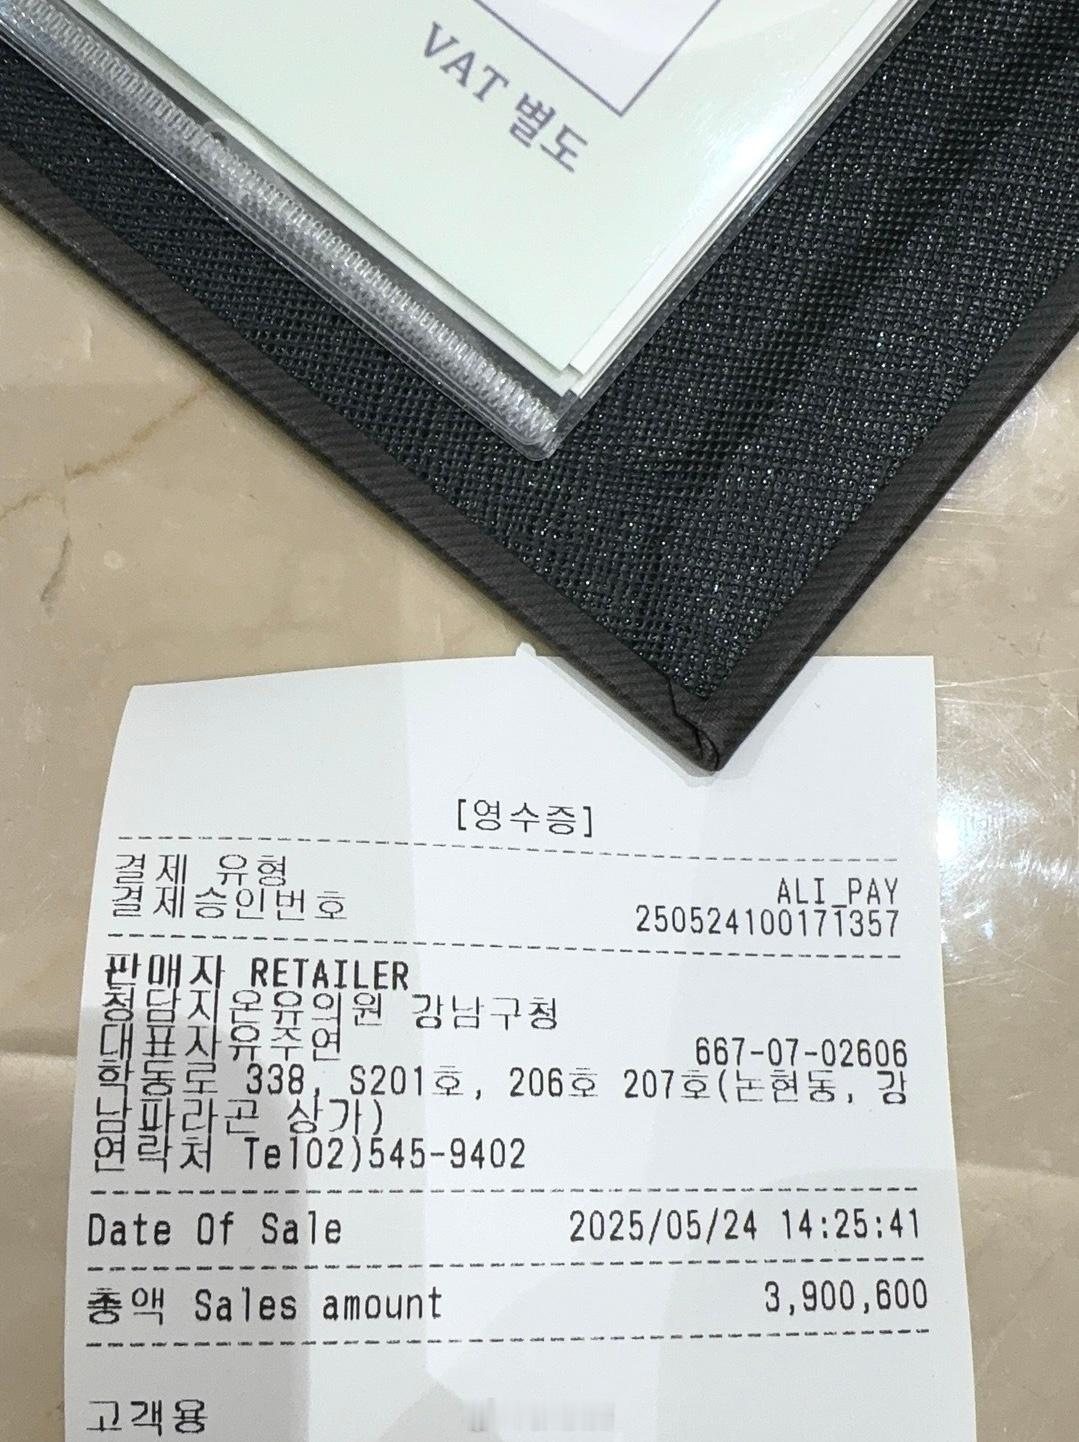 VAT 별도
[영수증]
결제 유형 ALI_PAY
결제승인번호 250524100171357
판매자 RETAILER
청담지온유의원 강남구청
대표자유주연 667-07-02606
학동로 338, S201호, 206호 207호(논현동, 강
남파라곤 상가)
연락처 Tel02)545-9402
Date Of Sale 2025/05/24 14:25:41
총액 Sales amount 3,900,600
고객용